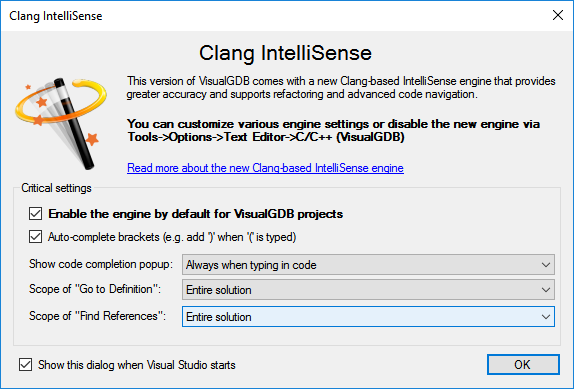 Clang IntelliSense
Clang IntelliSense
This version of VisualGDB comes with a new Clang-based IntelliSense engine that provides
greater accuracy and supports refactoring and advanced code navigation.
You can customize various engine settings or disable the new engine via
Tools->Options->Text Editor->C/C++ (VisualGDB)
Read more about the new Clang-based IntelliSense engine
Critical settings
Enable the engine by default for VisualGDB projects
Auto-complete brackets (e.g. add ')' when '(' is typed)
Show code completion popup: Always when typing in code
Scope of "Go to Definition": Entire solution
Scope of "Find References": Entire solution
Show this dialog when Visual Studio starts OK